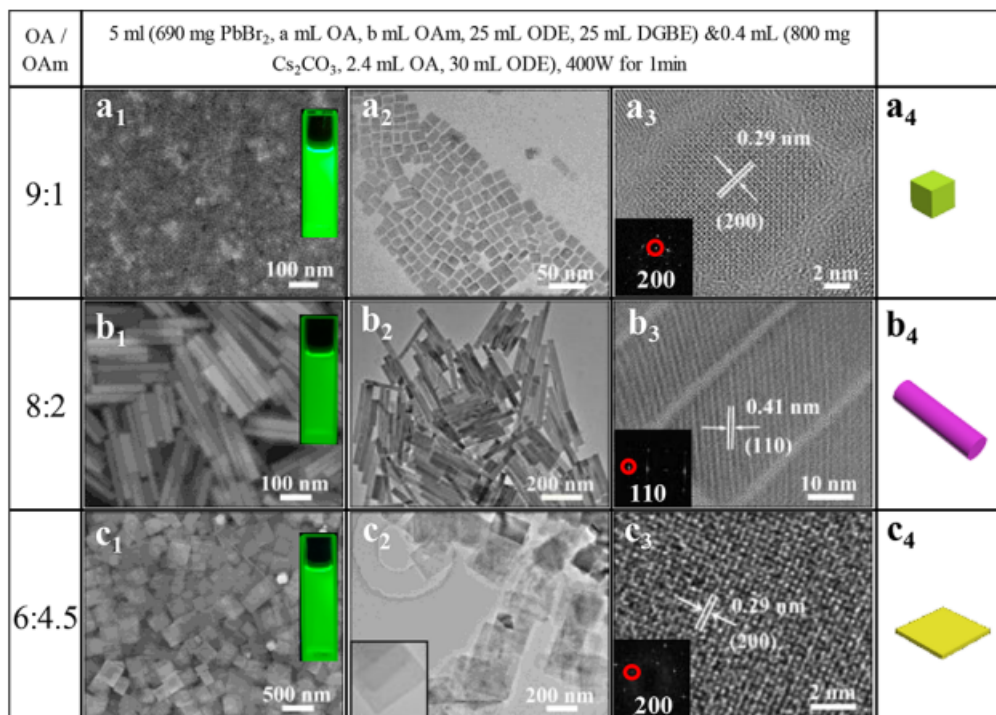 OA /
OAm
5 ml (690 mg PbBr₂, a mL OA, b mL OAm, 25 mL ODE, 25 mL DGBE) &0.4 mL (800 mg
Cs₂CO₃, 2.4 mL OA, 30 mL ODE), 400W for 1min
9:1
a₁
100 nm
a₂
50 nm
a₃
0.29 nm
(200)
200
2 nm
a₄
8:2
b₁
100 nm
b₂
200 nm
b₃
0.41 nm
(110)
110
10 nm
b₄
6:4.5
c₁
500 nm
c₂
200 nm
c₃
0.29 nm
(200)
200
2 nm
c₄